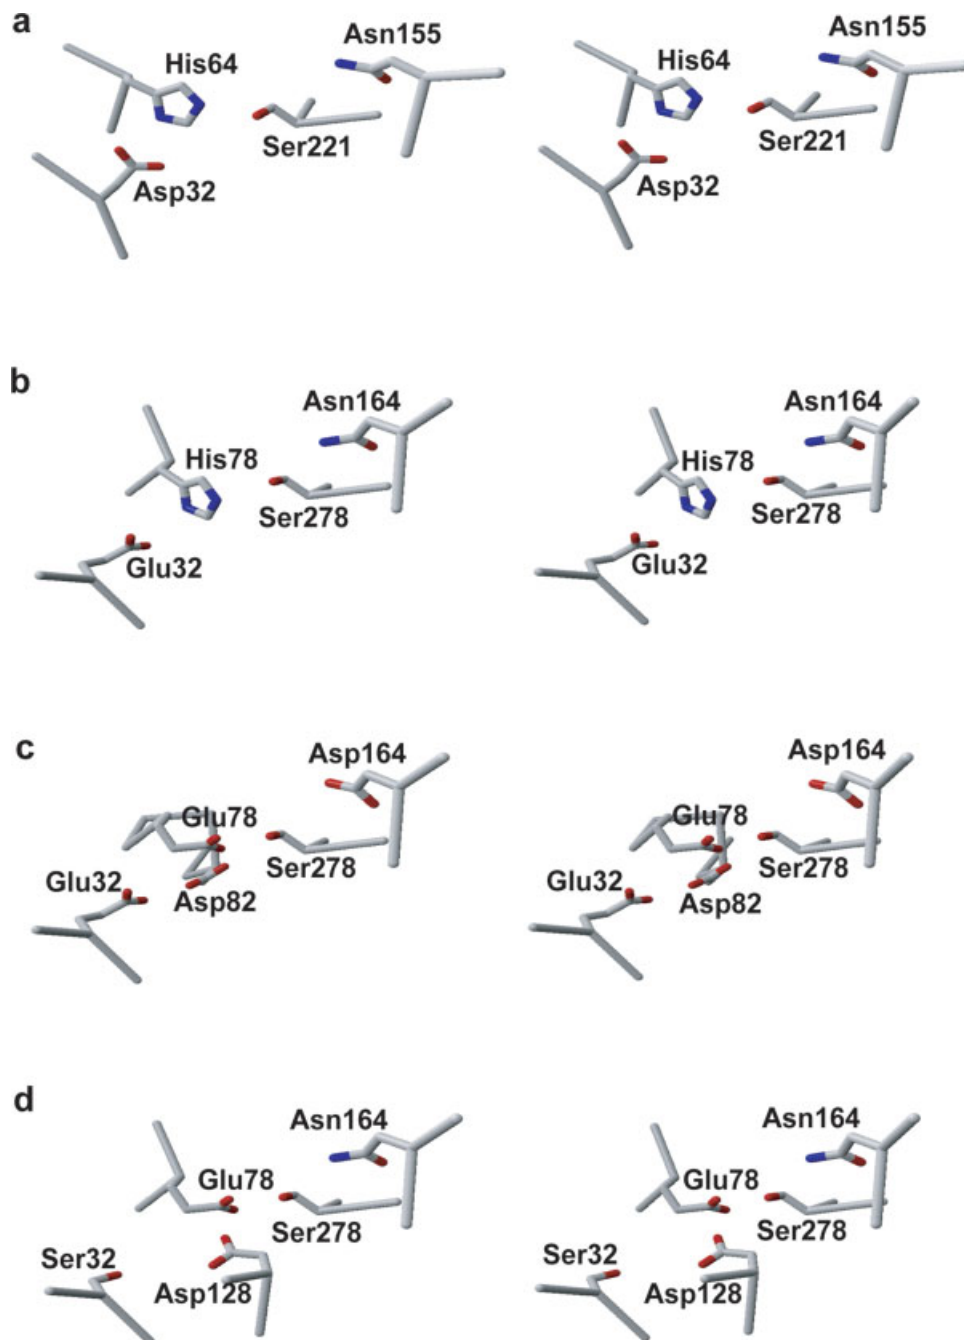 a
Asn155 Asn155
His64 His64
Ser221 Ser221
Asp32 Asp32
b
Asn164 Asn164
His78 His78
Ser278 Ser278
Glu32 Glu32
c
Asp164 Asp164
Glu78 Glu78
Ser278 Ser278
Glu32 Glu32
Asp82 Asp82
d
Asn164 Asn164
Glu78 Glu78
Ser278 Ser278
Ser32 Ser32
Asp128 Asp128